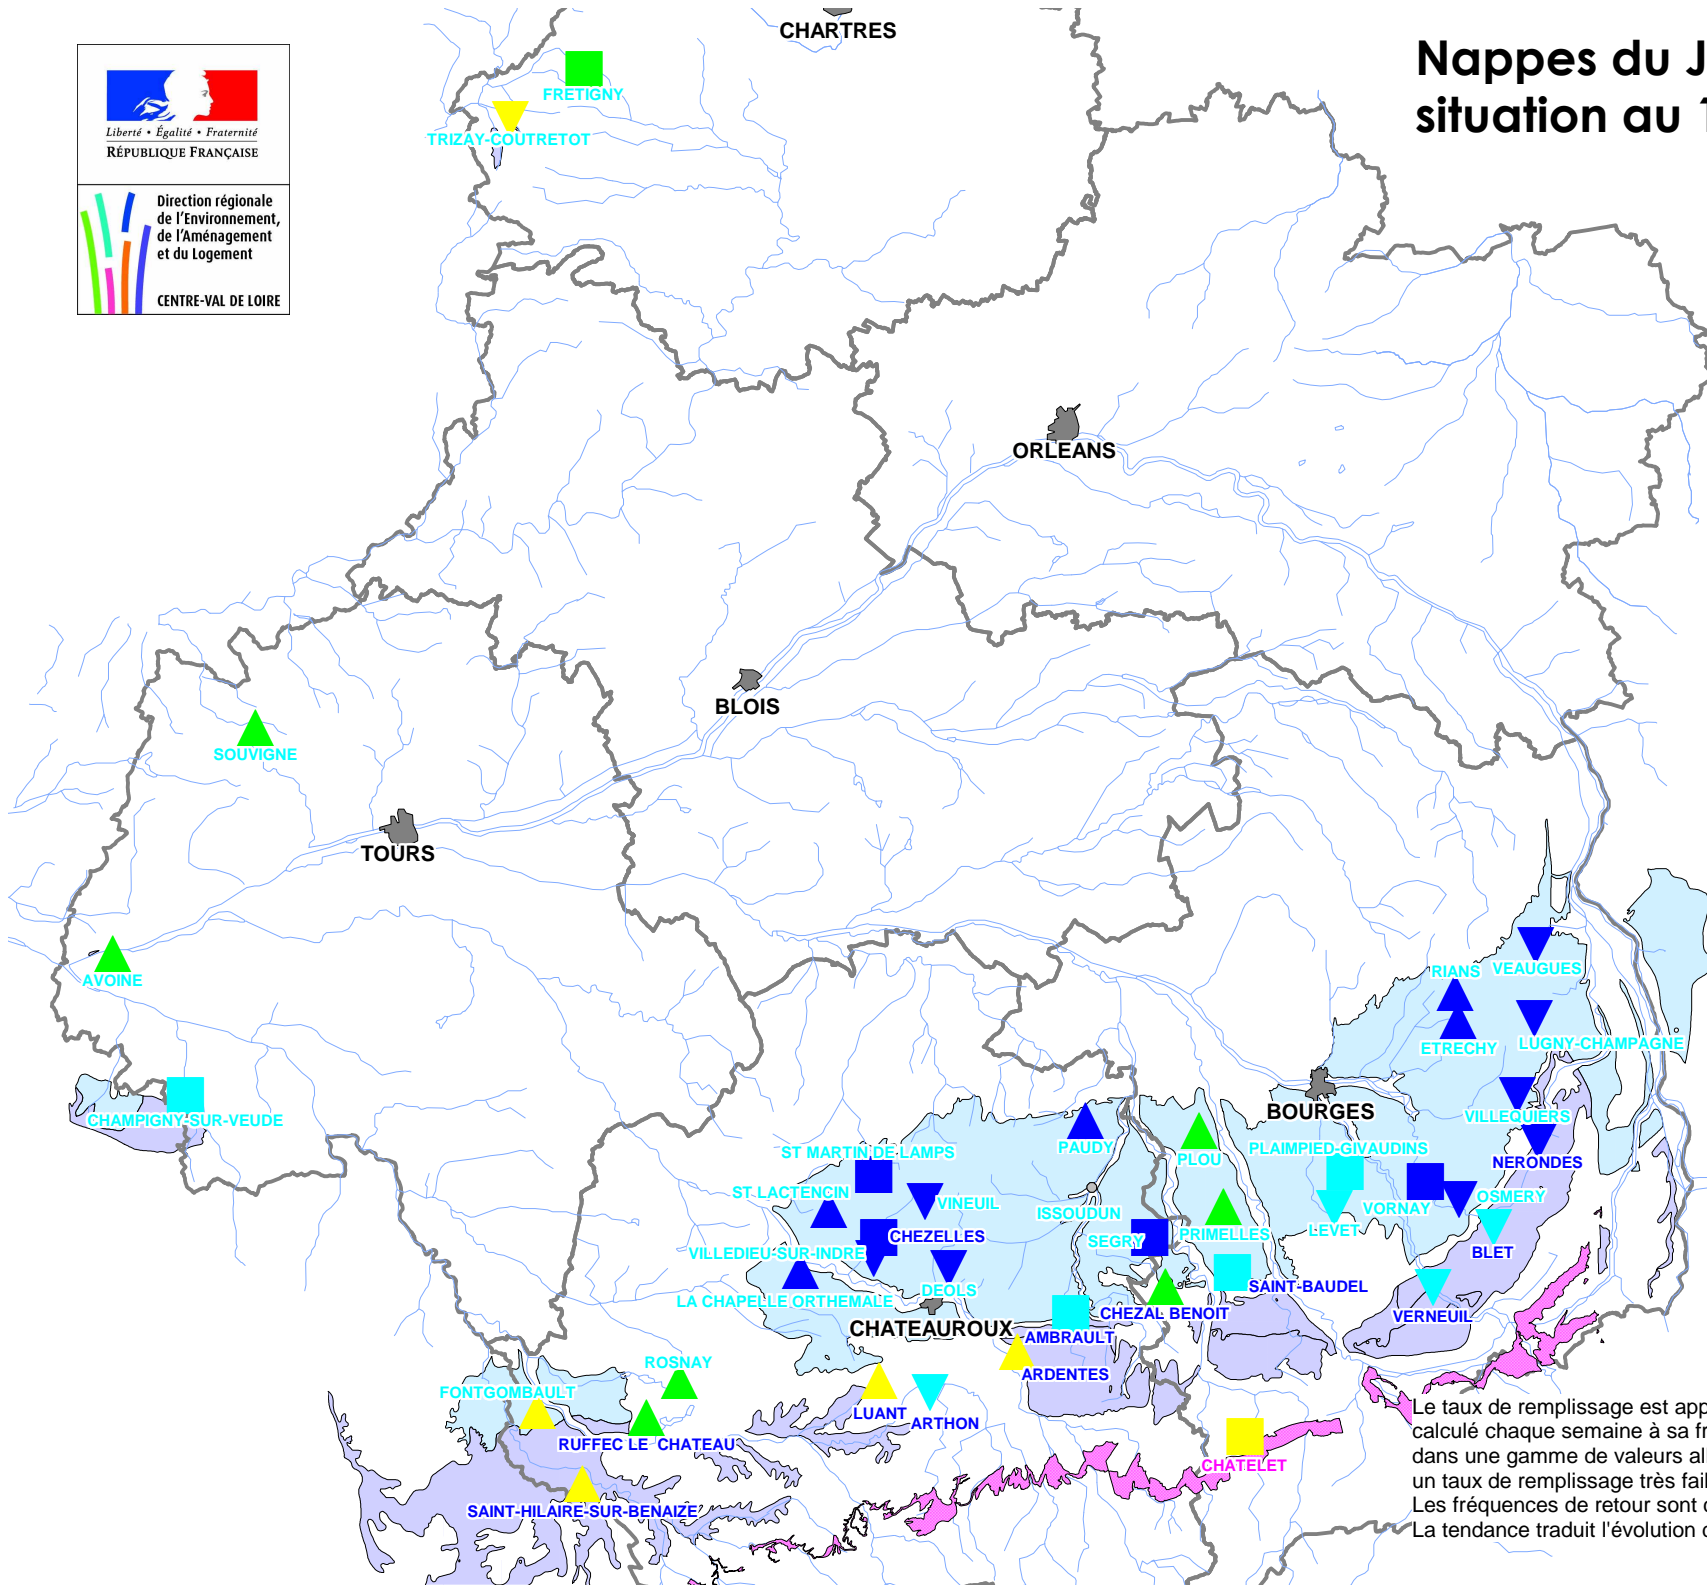 CHARTRES
Nappes du J
situation au 1
Liberté • Égalité • Fraternité
RÉPUBLIQUE FRANÇAISE
Direction régionale
de l'Environnement,
de l'Aménagement
et du Logement
CENTRE-VAL DE LOIRE
FRETIGNY
TRIZAY-COUTRETOT
ORLEANS
BLOIS
SOUVIGNE
TOURS
AVOINE
RIANS
VEAUGUES
ETRECHY
LUGNY-CHAMPAGNE
CHAMPIGNY-SUR-VEUDE
BOURGES
VILLEQUIERS
ST MARTIN DE LAMPS
PAUDY
PLOU
PLAIMPIED-GIVAUDINS
NERONDES
ST LACTENCIN
VINEUIL
ISSOUDUN
VORNAY
OSMERY
CHEZELLES
SEGRY
PRIMELLES
LEVET
VILLEDIEU-SUR-INDRE
BLET
DEOLS
SAINT-BAUDEL
LA CHAPELLE ORTHEMALE
CHEZAL BENOIT
VERNEUIL
CHATEAUROUX
AMBRAULT
ROSNAY
ARDENTES
FONTGOMBAULT
LUANT
ARTHON
RUFFEC LE CHATEAU
CHATELET
SAINT-HILAIRE-SUR-BENAIZE
Le taux de remplissage est app
calculé chaque semaine à sa fr
dans une gamme de valeurs all
un taux de remplissage très fail
Les fréquences de retour sont
La tendance traduit l'évolution